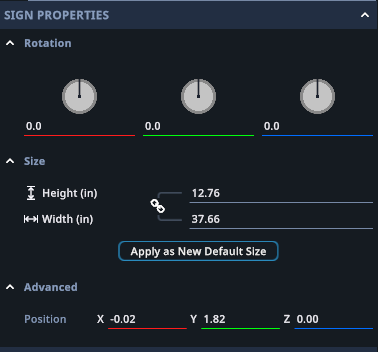 SIGN PROPERTIES
Rotation
0.0 0.0 0.0
Size
Height (in) 12.76
Width (in) 37.66
Apply as New Default Size
Advanced
Position X -0.02 Y 1.82 Z 0.00